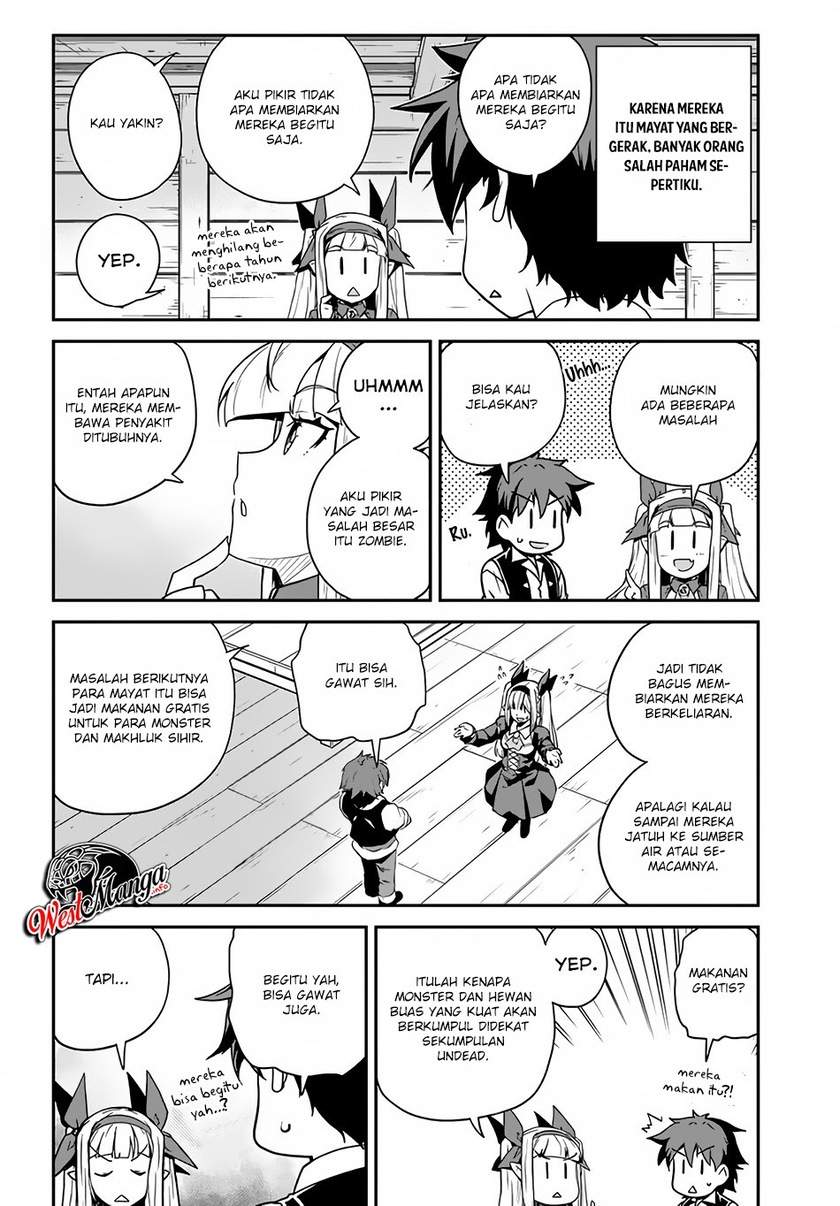 KARENA MEREKA
ITU MAYAT YANG BER-
GERAK, BANYAK ORANG
SALAH PAHAM SE-
PERTIKU.
APA TIDAK
APA MEMBIARKAN
MEREKA BEGITU
SAJA?
AKU PIKIR TIDAK
APA MEMBIARKAN
MEREKA BEGITU
SAJA.
mereka akan
menghilang be-
berapa tahun
berikutnya.
KAU YAKIN?
YEP.
MUNGKIN
ADA BEBERAPA
MASALAH
Uhhh...
BISA KAU
JELASKAN?
Ru.
UHMMM
...
AKU PIKIR
YANG JADI MA-
SALAH BESAR
ITU ZOMBIE.
ENTAH APAPUN
ITU, MEREKA MEM-
BAWA PENYAKIT
DITUBUHNYA.
JADI TIDAK
BAGUS MEM-
BIARKAN MEREKA
BERKELIARAN.
APALAGI KALAU
SAMPAI MEREKA
JATUH KE SUMBER
AIR ATAU SE-
MACAMNYA.
ITU BISA
GAWAT SIH.
MASALAH BERIKUTNYA
PARA MAYAT ITU BISA
JADI MAKANAN GRATIS
UNTUK PARA MONSTER
DAN MAKHLUK SIHIR.
WestManga
.info
MAKANAN
GRATIS?
mereka
makan itu?!
YEP.
ITULAH KENAPA
MONSTER DAN HEWAN
BUAS YANG KUAT AKAN
BERKUMPUL DIDEKAT
SEKUMPULAN
UNDEAD.
BEGITU YAH,
BISA GAWAT
JUGA.
mereka
bisa begitu
yah...?
TAPI...